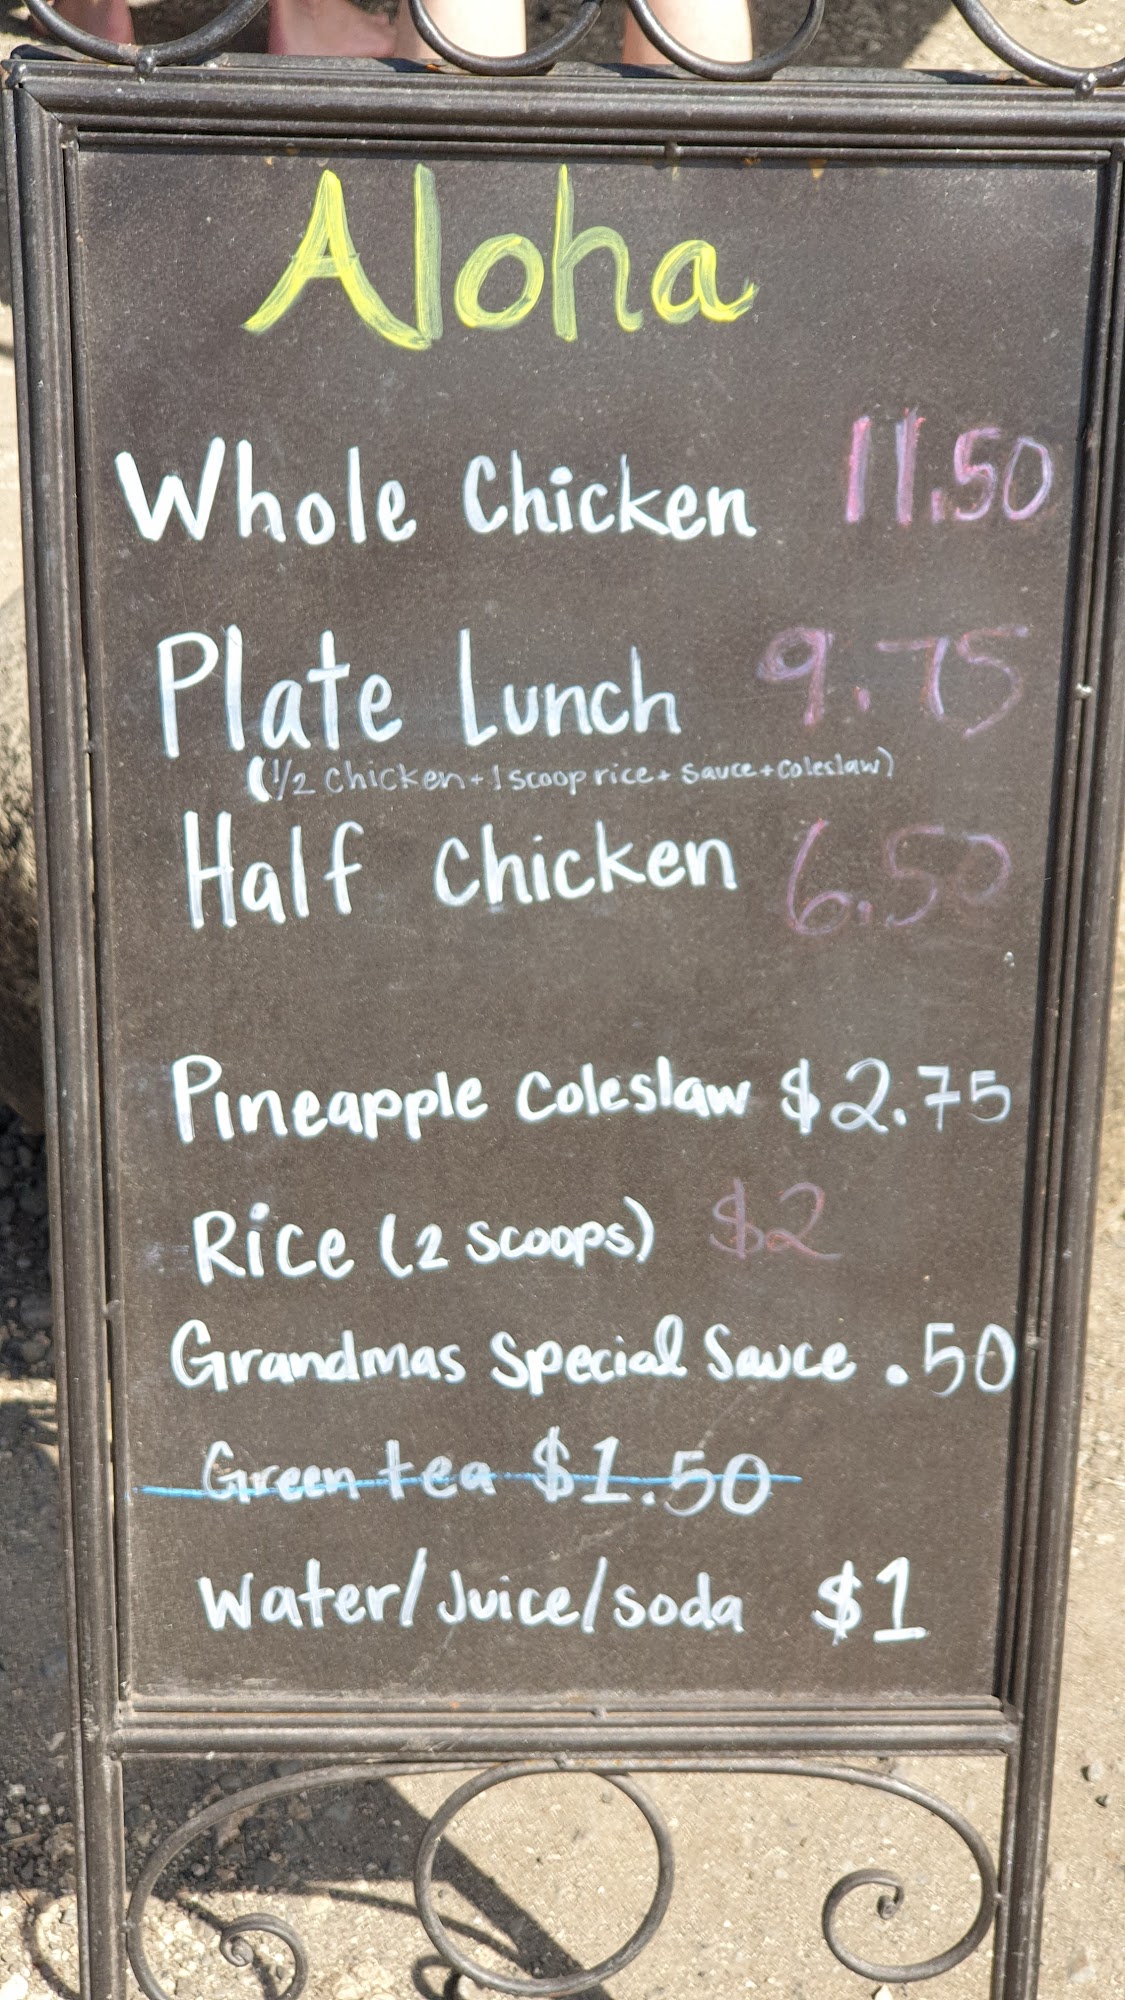 Aloha
Whole Chicken 11.50
Plate Lunch 9.75
(1/2 chicken + 1 scoop rice + sauce + coleslaw)
Half Chicken 6.50
Pineapple Coleslaw $2.75
Rice (2 scoops) $2
Grandmas Special Sauce .50
Green tea $1.50
Water/Juice/soda $1